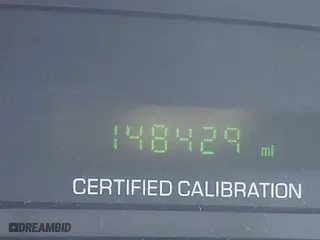 148429 mi
CERTIFIED CALIBRATION
DREAMBID